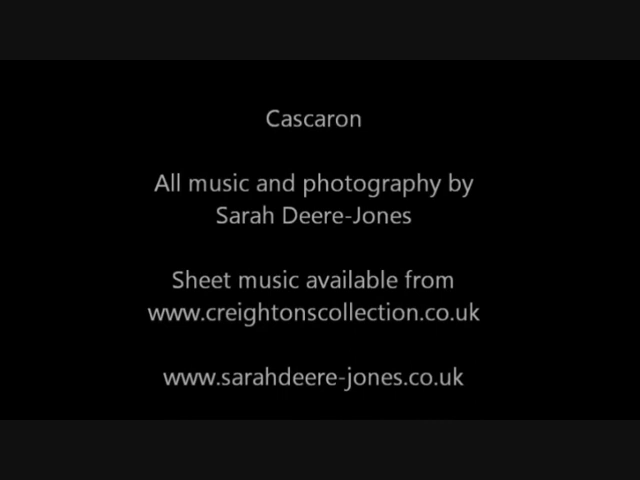 Cascaron
All music and photography by
Sarah Deere-Jones
Sheet music available from
www.creightonscollection.co.uk
www.sarahdeere-jones.co.uk